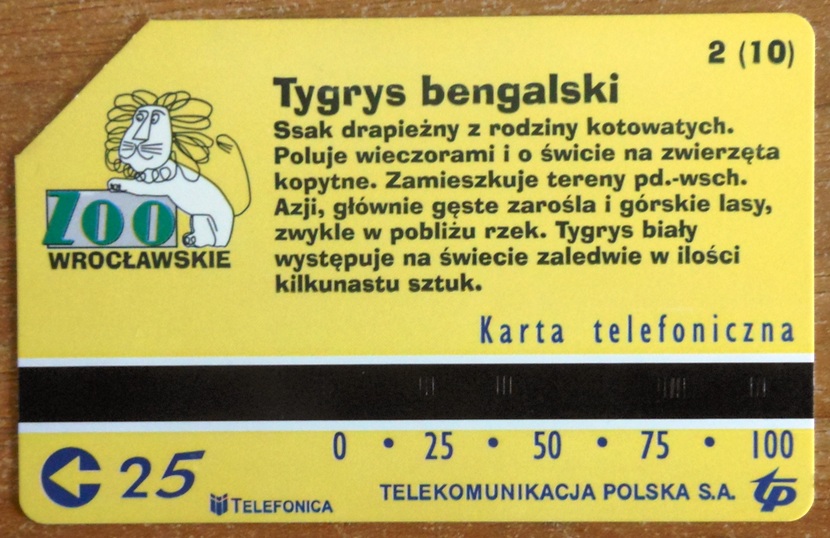 2 (10)
Tygrys bengalski
Ssak drapieżny z rodziny kotowatych.
Poluje wieczorami i o świcie na zwierzęta
kopytne. Zamieszkuje tereny pd.-wsch.
Azji, głównie gęste zarośla i górskie lasy,
zwykle w pobliżu rzek. Tygrys biały
występuje na świecie zaledwie w ilości
kilkunastu sztuk.
ZOO
WROCŁAWSKIE
Karta telefoniczna
0 • 25 • 50 • 75 • 100
25
TELEFONICA
TELEKOMUNIKACJA POLSKA S.A. tp